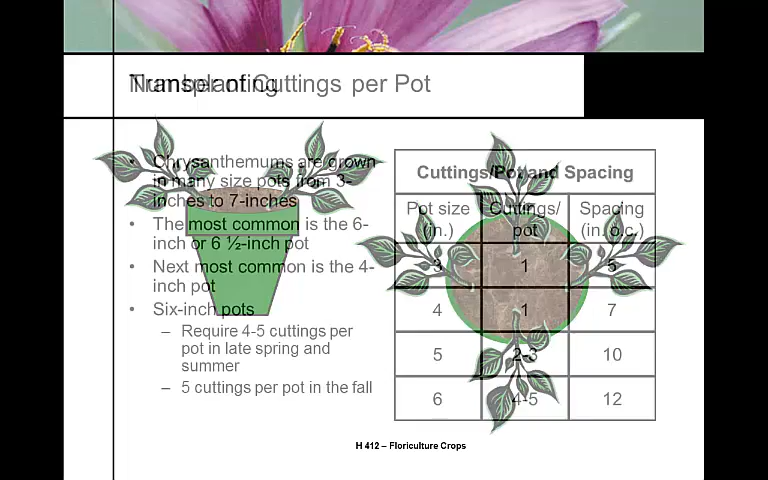 Number of Cuttings per Pot
Transplanting
• Chrysanthemums are grown
in many size pots from 3-
inches to 7-inches
• The most common is the 6-
inch or 6 ½-inch pot
• Next most common is the 4-
inch pot
• Six-inch pots
– Require 4-5 cuttings per
pot in late spring and
summer
– 5 cuttings per pot in the fall
Cuttings/Pot and Spacing
Pot size (in.) Cuttings/ pot Spacing (in. o.c.)
3 1 5
4 1 7
5 2-3 10
6 4-5 12
H 412 – Floriculture Crops